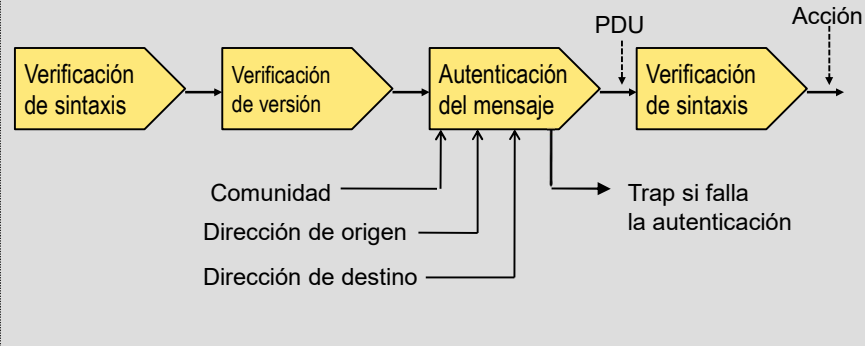 PDU
Acción
Verificación
de sintaxis
Verificación
de versión
Autenticación
del mensaje
Verificación
de sintaxis
Comunidad
Dirección de origen
Dirección de destino
Trap si falla
la autenticación